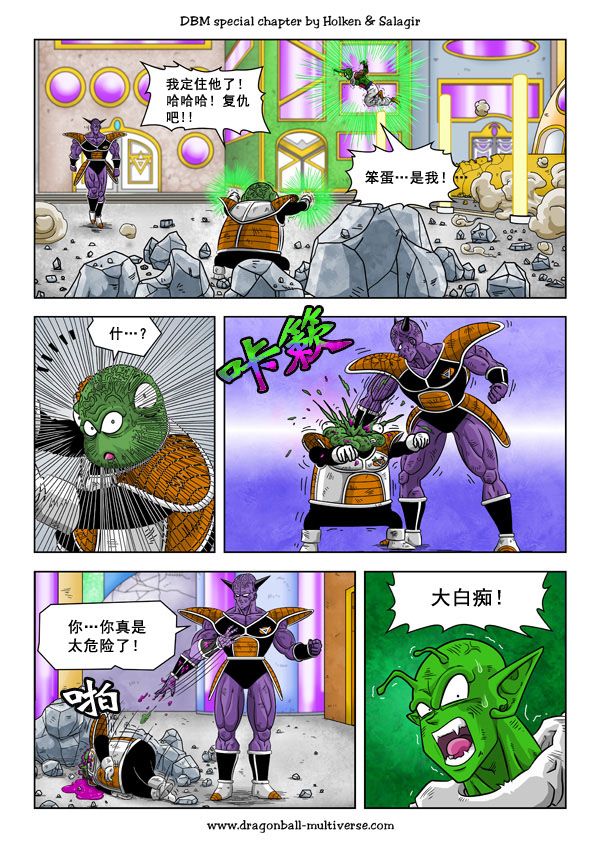 DBM special chapter by Holken & Salagir
我定住他了！
哈哈哈！复仇
吧！！
笨蛋…是我！…
什…？
咔簌
你…你真是
太危险了！
啪
大白痴！
www.dragonball-multiverse.com